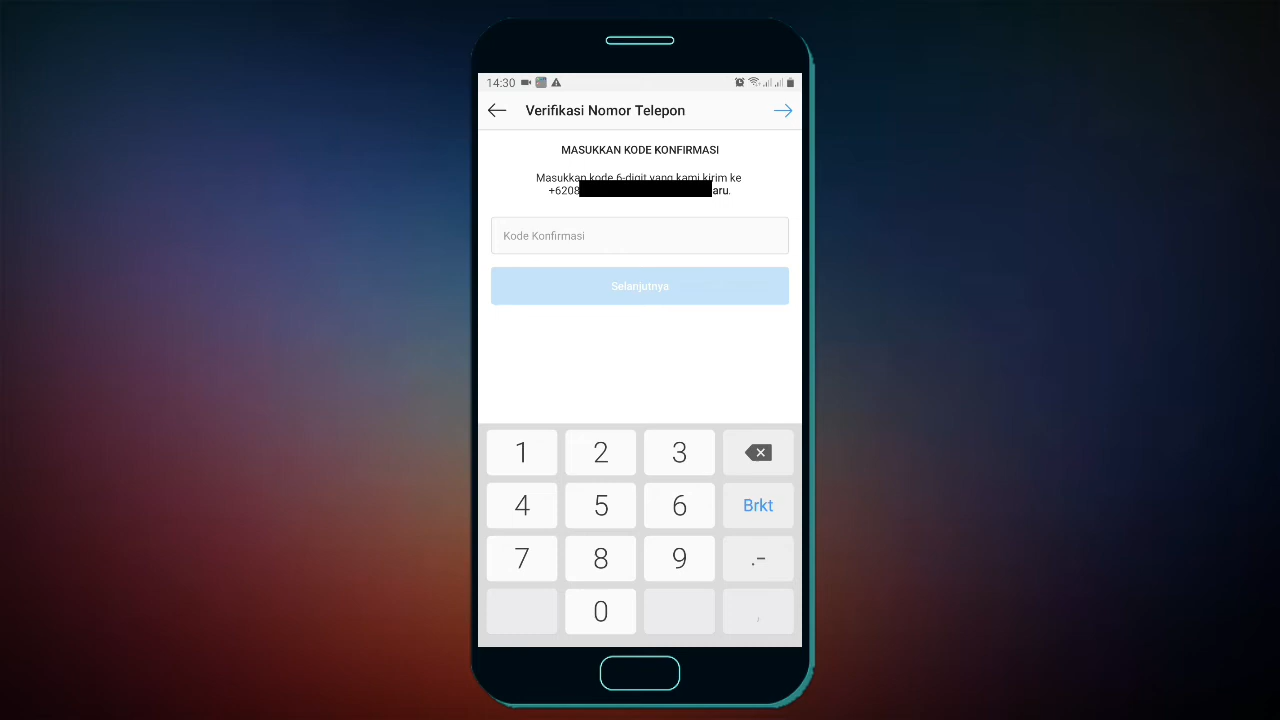 14:30
Verifikasi Nomor Telepon
MASUKKAN KODE KONFIRMASI
Masukkan kode 6-digit yang kami kirim ke
+6208 aru.
Kode Konfirmasi
Selanjutnya
1 2 3
4 5 6 Brkt
7 8 9 .-
0 ,